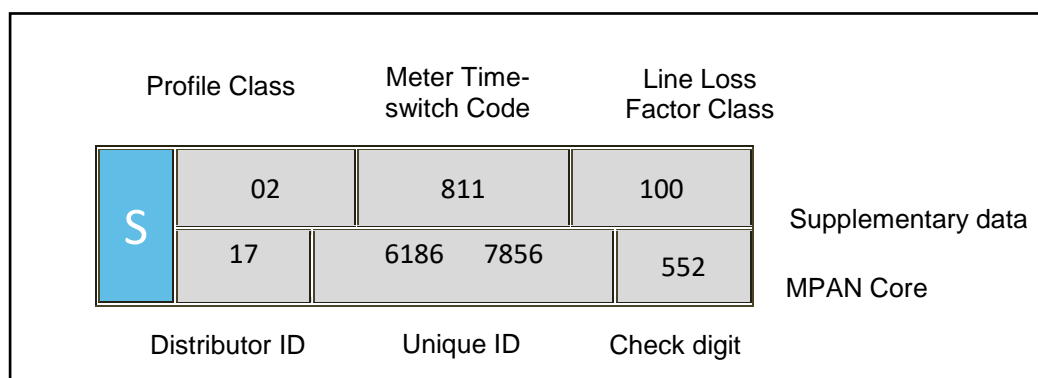 Profile Class
Meter Time-
switch Code
Line Loss
Factor Class
S
02
811
100
Supplementary data
17
6186 7856
552
MPAN Core
Distributor ID
Unique ID
Check digit